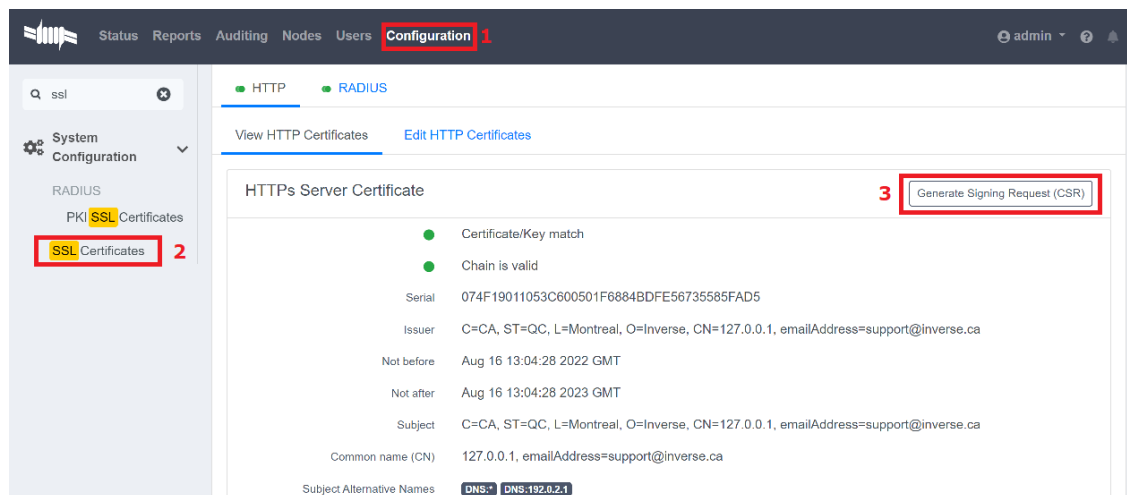 Status Reports Auditing Nodes Users Configuration 1 admin
ssl
HTTP RADIUS
System
Configuration
View HTTP Certificates Edit HTTP Certificates
RADIUS
PKI SSL Certificates
SSL Certificates 2
HTTPs Server Certificate 3 Generate Signing Request (CSR)
Certificate/Key match
Chain is valid
Serial 074F19011053C600501F6884BDFE56735585FAD5
Issuer C=CA, ST=QC, L=Montreal, O=Inverse, CN=127.0.0.1, emailAddress=support@inverse.ca
Not before Aug 16 13:04:28 2022 GMT
Not after Aug 16 13:04:28 2023 GMT
Subject C=CA, ST=QC, L=Montreal, O=Inverse, CN=127.0.0.1, emailAddress=support@inverse.ca
Common name (CN) 127.0.0.1, emailAddress=support@inverse.ca
Subject Alternative Names DNS:* DNS:192.0.2.1